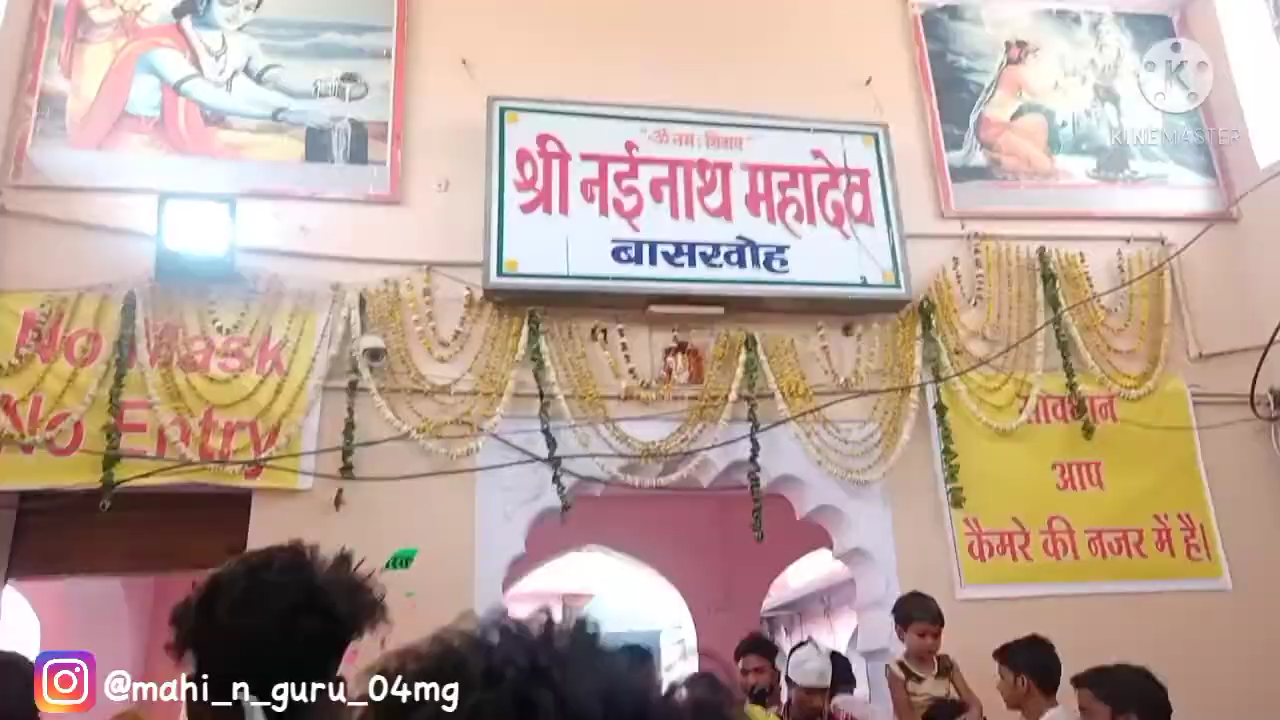 "ॐ नमः शिवाय"
श्री नईनाथ महादेव
बासखोह
No Mask
No Entry
सावधान
आप
कैमरे की नजर में है।
K
KINEMASTER
@mahi_n_guru_04mg